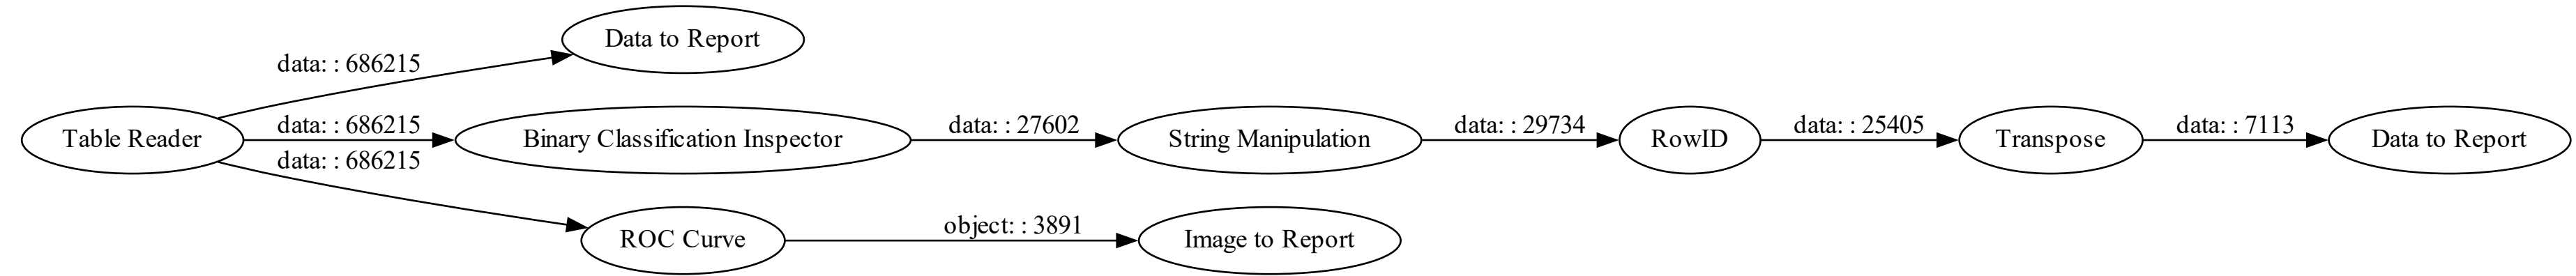 Data to Report
data: : 686215
Table Reader
data: : 686215
Binary Classification Inspector
data: : 27602
String Manipulation
data: : 29734
RowID
data: : 25405
Transpose
data: : 7113
Data to Report
data: : 686215
ROC Curve
object: : 3891
Image to Report